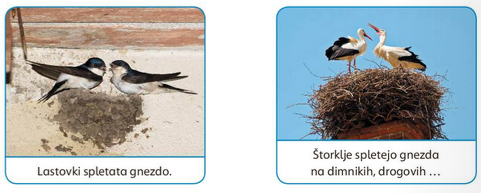 Lastovki spletata gnezdo.
Štorklje spletejo gnezda
na dimnikih, drogovih ...